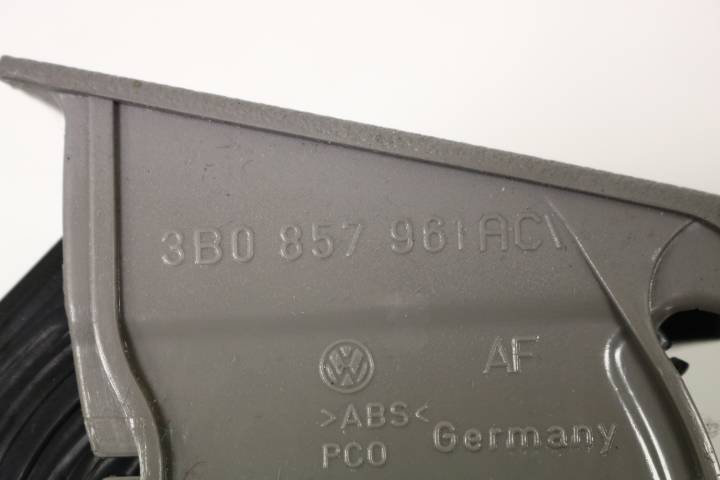 3B0 857 961 AC
AF
>ABS<
PCO Germany